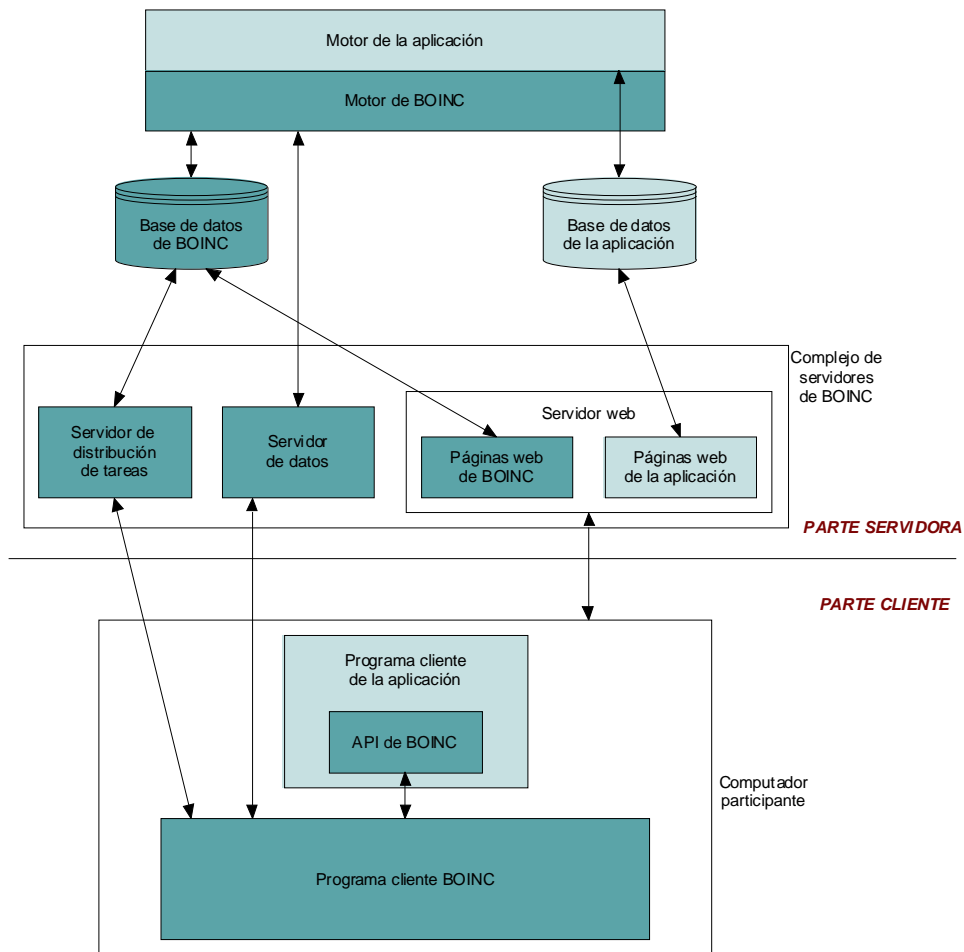 Motor de la aplicación
Motor de BOINC
Base de datos
de BOINC
Base de datos
de la aplicación
Complejo de
servidores
de BOINC
Servidor web
Servidor de
distribución
de tareas
Servidor
de datos
Páginas web
de BOINC
Páginas web
de la aplicación
PARTE SERVIDORA
PARTE CLIENTE
Programa cliente
de la aplicación
API de BOINC
Computador
participante
Programa cliente BOINC